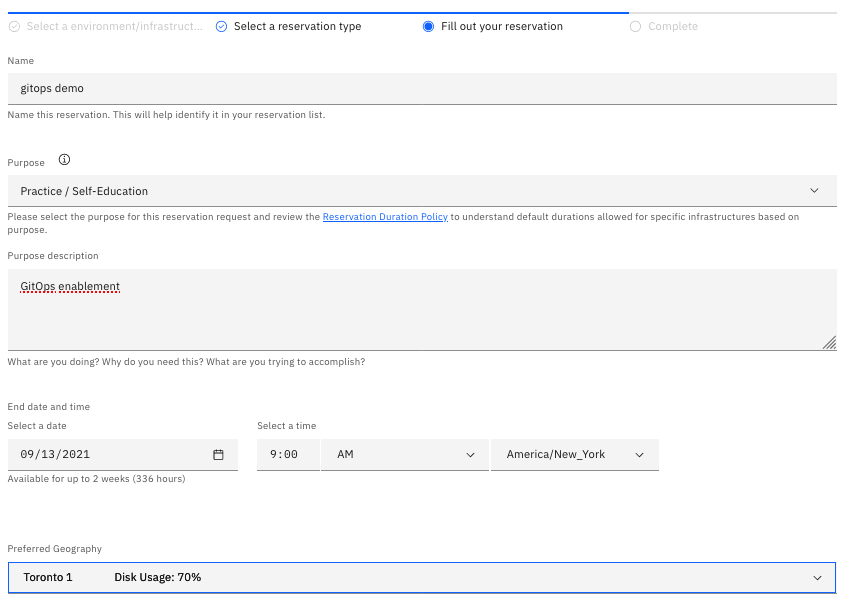 Select a environment/infrastruct...
Select a reservation type
Fill out your reservation
Complete
Name
gitops demo
Name this reservation. This will help identify it in your reservation list.
Purpose
Practice / Self-Education
Please select the purpose for this reservation request and review the Reservation Duration Policy to understand default durations allowed for specific infrastructures based on
purpose.
Purpose description
GitOps enablement
What are you doing? Why do you need this? What are you trying to accomplish?
End date and time
Select a date
Select a time
09/13/2021
9:00
AM
America/New_York
Available for up to 2 weeks (336 hours)
Preferred Geography
Toronto 1 Disk Usage: 70%